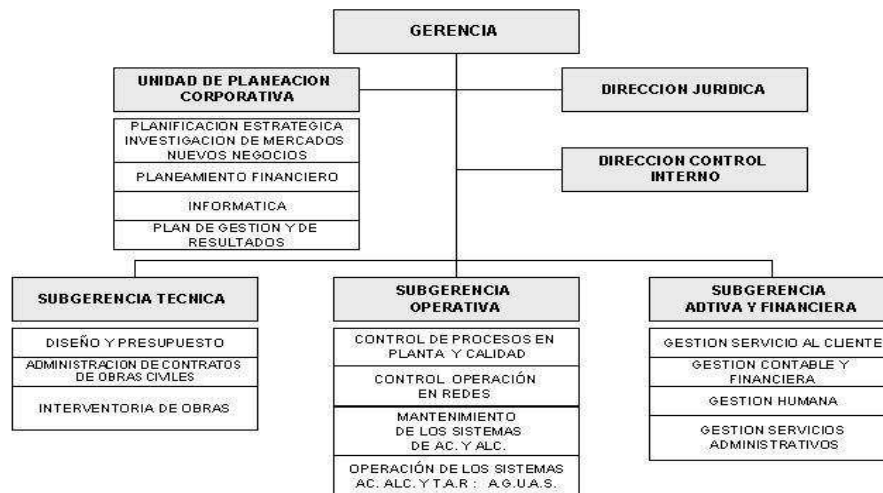 GERENCIA
UNIDAD DE PLANEACION
CORPORATIVA
PLANIFICACION ESTRATEGICA
INVESTIGACION DE MERCADOS
NUEVOS NEGOCIOS
PLANEAMIENTO FINANCIERO
INFORMATICA
PLAN DE GESTION Y DE
RESULTADOS
DIRECCION JURIDICA
DIRECCION CONTROL
INTERNO
SUBGERENCIA TECNICA
DISEÑO Y PRESUPUESTO
ADMINISTRACION DE CONTRATOS
DE OBRAS CIVILES
INTERVENTORIA DE OBRAS
SUBGERENCIA
OPERATIVA
CONTROL DE PROCESOS EN
PLANTA Y CALIDAD
CONTROL OPERACIÓN
EN REDES
MANTENIMIENTO
DE LOS SISTEMAS
DE AC. Y ALC.
OPERACIÓN DE LOS SISTEMAS
AC. ALC. Y T.A.R : A.G.U.A.S.
SUBGERENCIA
ADTIVA Y FINANCIERA
GESTION SERVICIO AL CLIENTE
GESTION CONTABLE Y
FINANCIERA
GESTION HUMANA
GESTION SERVICIOS
ADMINISTRATIVOS